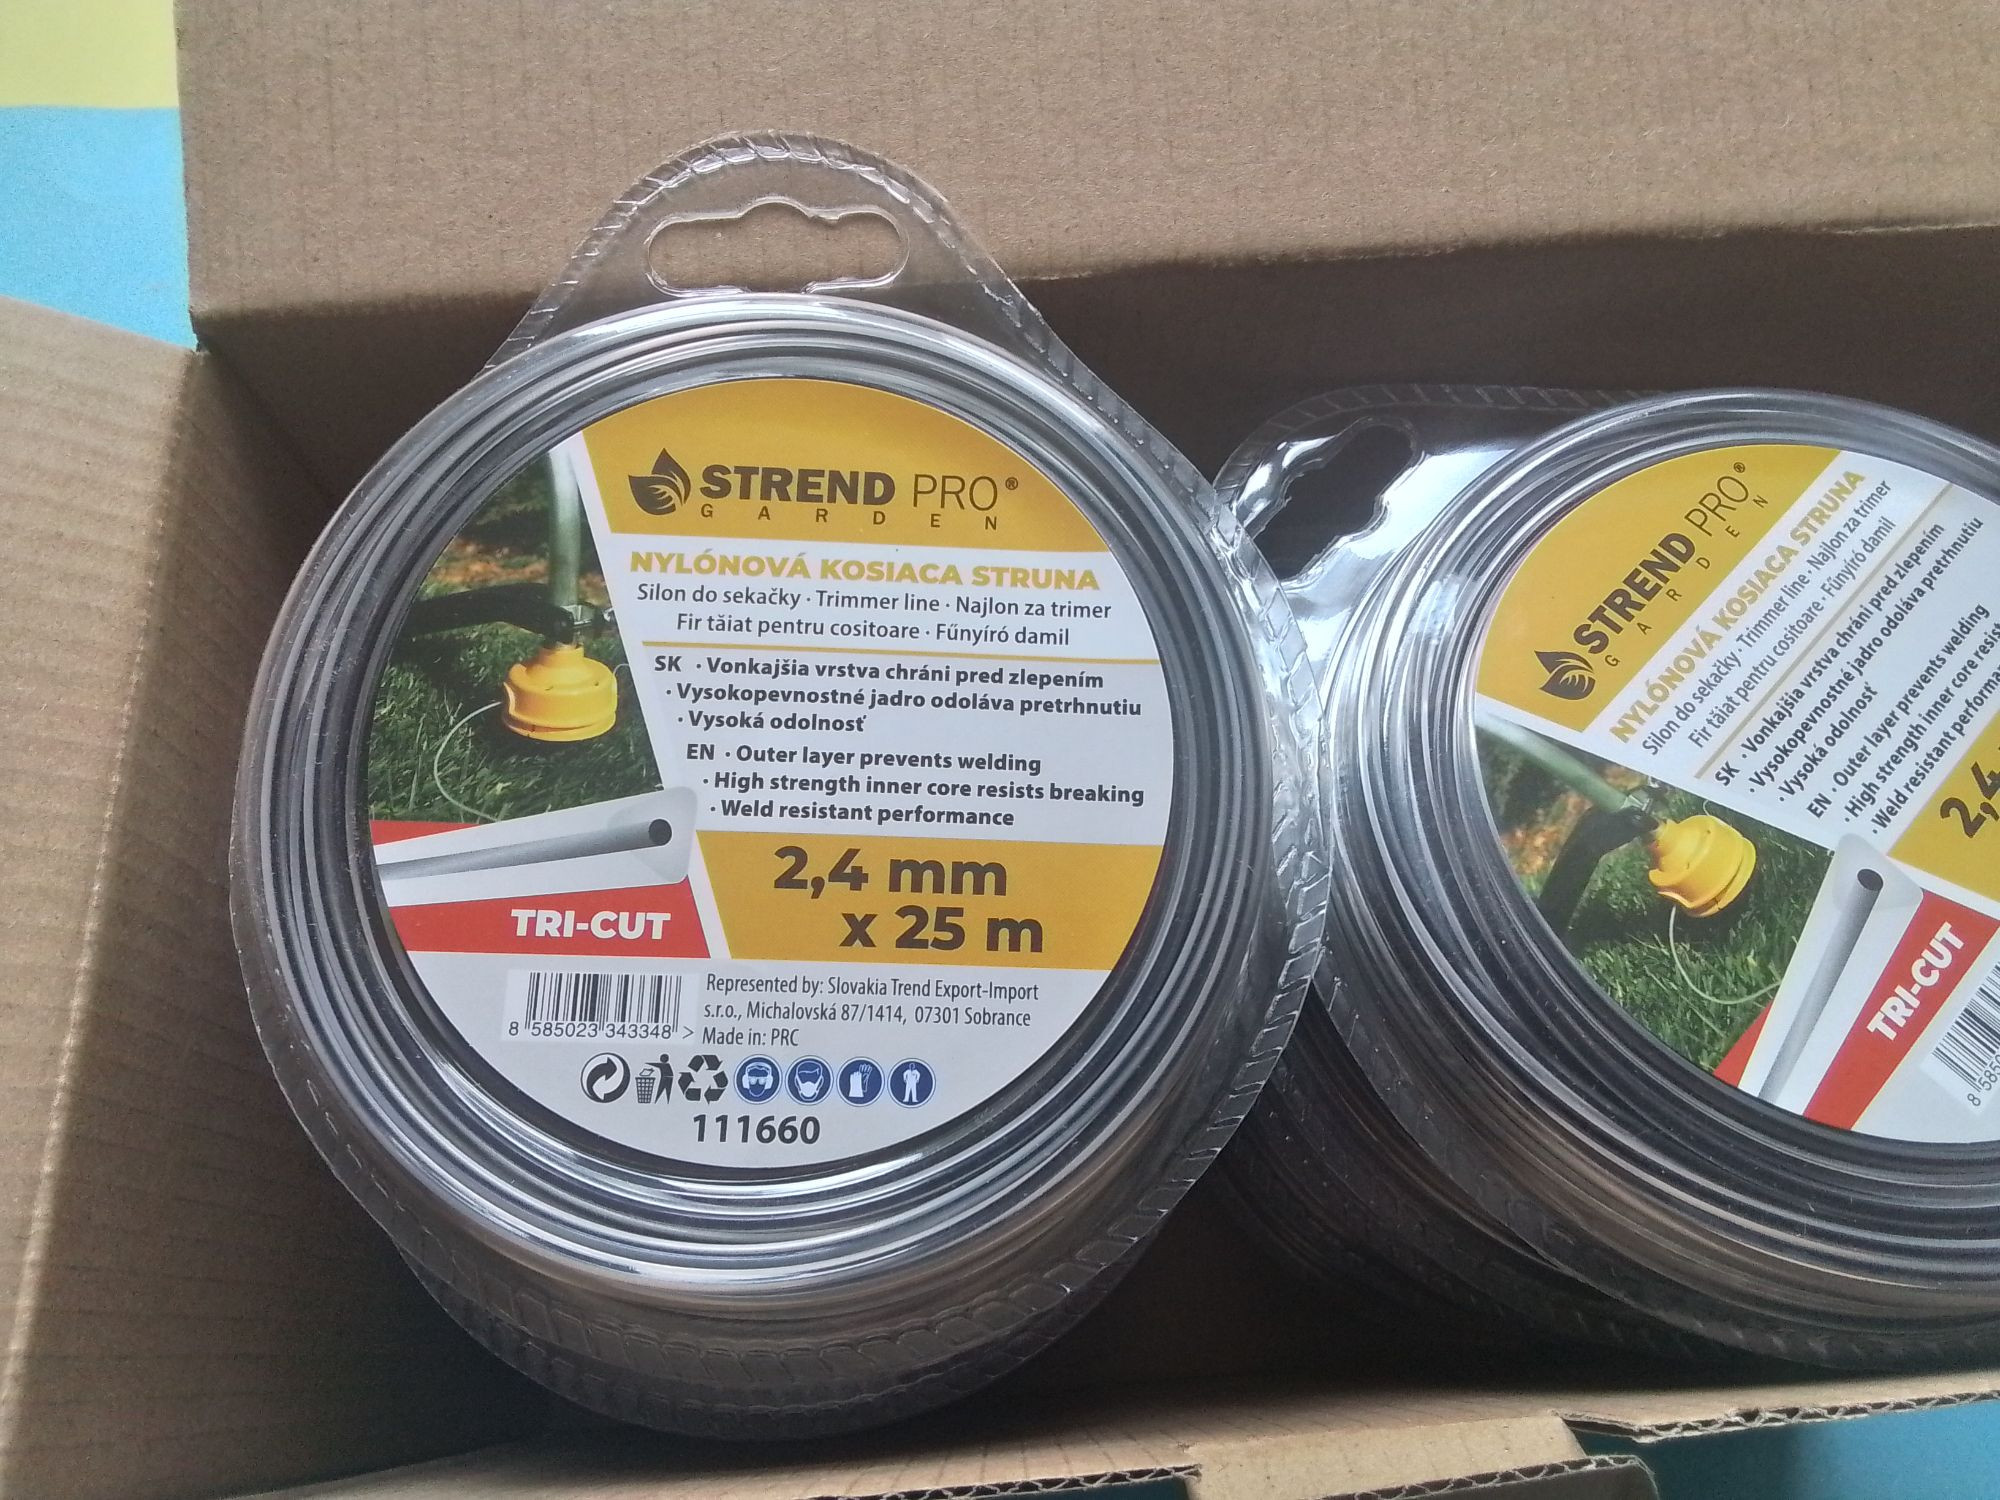 STREND PRO®
GARDEN
NYLÓNOVÁ KOSIACA STRUNA
Silon do sekačky · Trimmer line · Najlon za trimer
Fir tăiat pentru cositoare · Fűnyíró damil
SK · Vonkajšia vrstva chráni pred zlepením
· Vysokopevnostné jadro odoláva pretrhnutiu
· Vysoká odolnosť
EN · Outer layer prevents welding
· High strength inner core resists breaking
· Weld resistant performance
2,4 mm
x 25 m
TRI-CUT
Represented by: Slovakia Trend Export-Import
s.r.o., Michalovská 87/1414, 07301 Sobrance
Made in: PRC
8 585023 343348 >
111660
STREND PRO®
GARDEN
NYLÓNOVÁ KOSIACA STRUNA
Silon do sekačky · Trimmer line · Najlon za trimer
Fir tăiat pentru cositoare · Fűnyíró damil
SK · Vonkajšia vrstva chráni pred zlepením
· Vysokopevnostné jadro odoláva pretrhnutiu
· Vysoká odolnosť
EN · Outer layer prevents welding
· High strength inner core
· Weld resistant
2,4
TRI-CUT